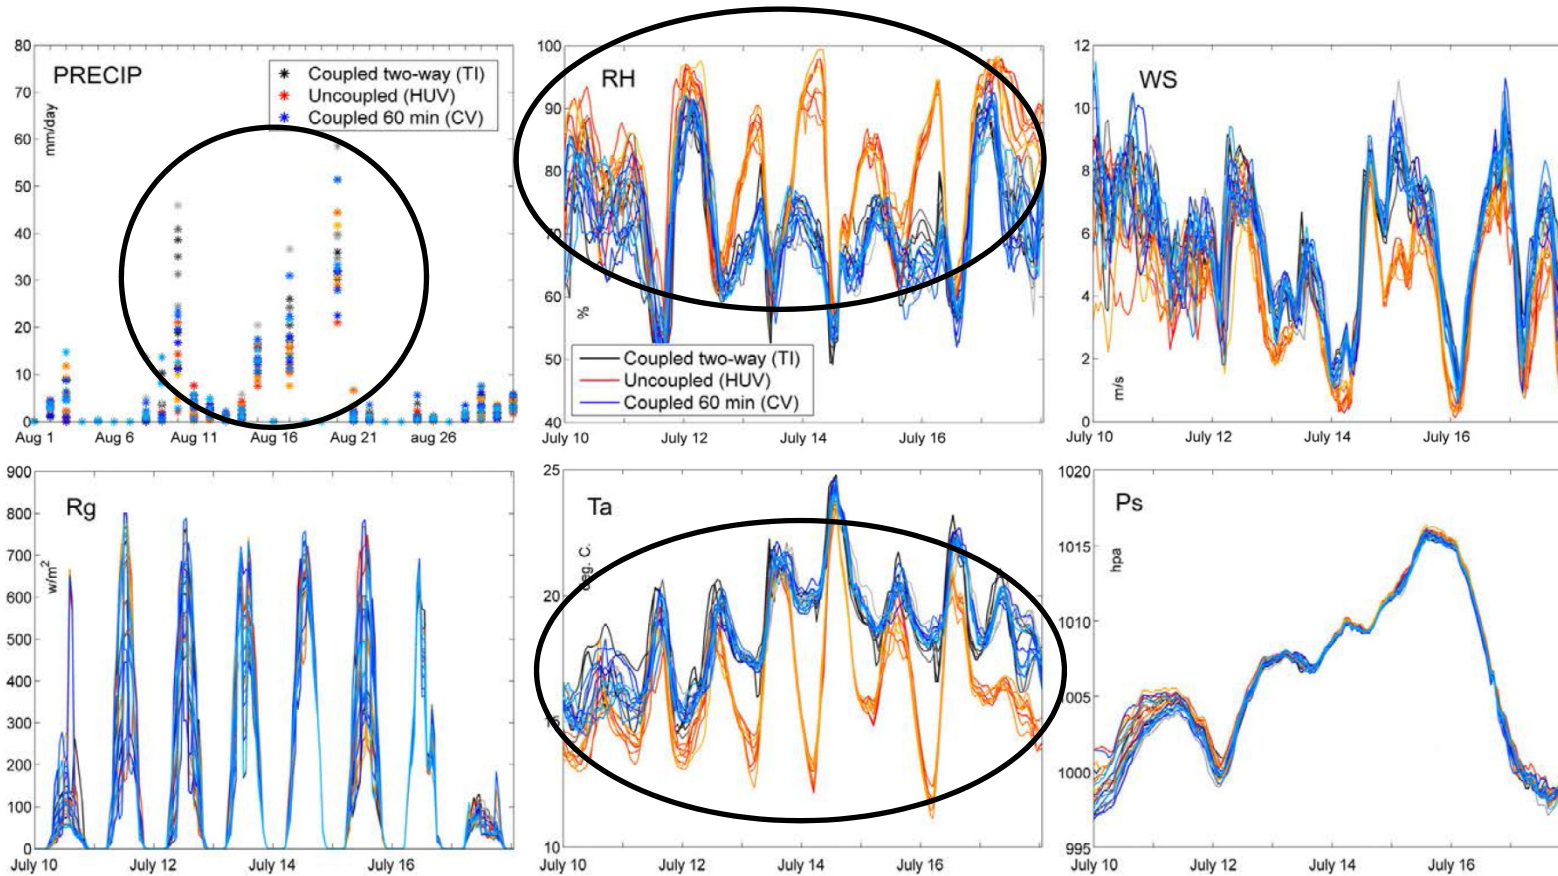 PRECIP
mm/day
Coupled two-way (TI)
Uncoupled (HUV)
Coupled 60 min (CV)
80
70
60
50
40
30
20
10
0
Aug 1
Aug 6
Aug 11
Aug 16
Aug 21
aug 26
RH
%
100
90
80
60
50
40
Coupled two-way (TI)
Uncoupled (HUV)
Coupled 60 min (CV)
July 10
July 12
July 14
July 16
WS
m/s
12
10
8
6
4
2
0
July 10
July 12
July 14
July 16
Rg
w/m²
900
800
700
600
500
400
300
200
100
0
July 10
July 12
July 14
July 16
Ta
deg. C.
25
20
15
10
July 10
July 12
July 14
July 16
Ps
hpa
1020
1015
1010
1005
1000
995
July 10
July 12
July 14
July 16